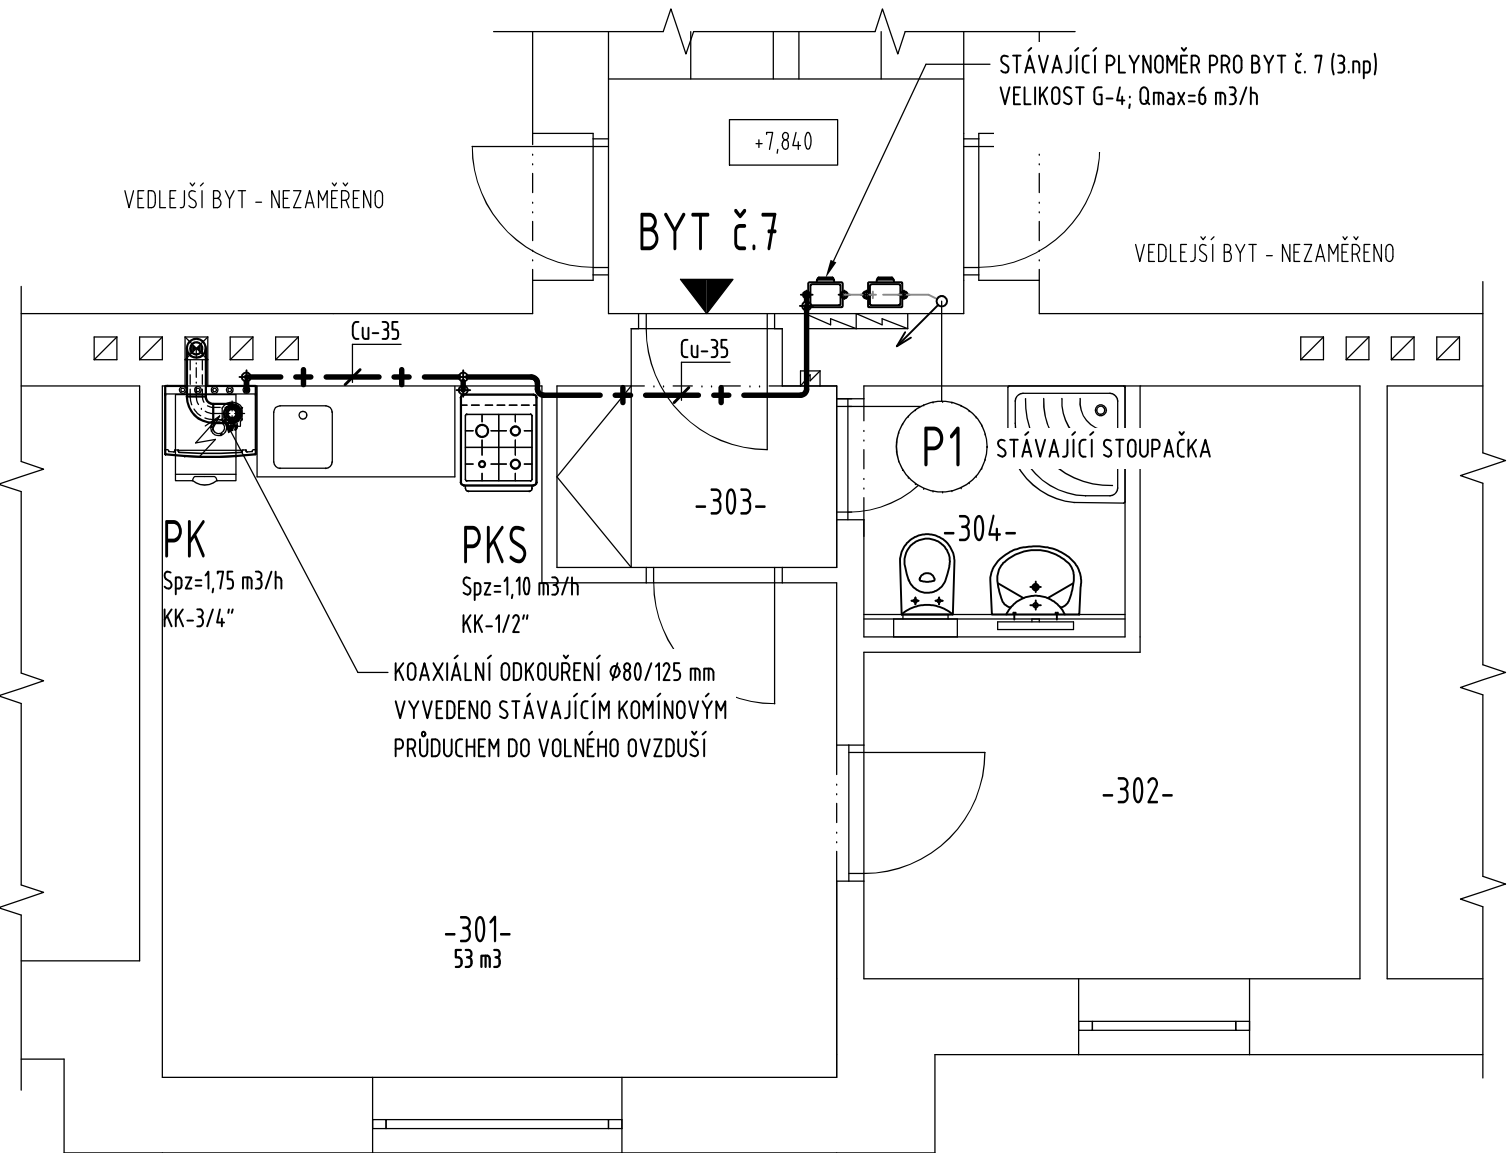 STÁVAJÍCÍ PLYNOMĚR PRO BYT č. 7 (3.np)
VELIKOST G-4; Qmax=6 m3/h
+7,840
VEDLEJŠÍ BYT - NEZAMĚŘENO
BYT č.7
VEDLEJŠÍ BYT - NEZAMĚŘENO
Cu-35
Cu-35
P1
STÁVAJÍCÍ STOUPAČKA
-303-
-304-
PK
Spz=1,75 m3/h
KK-3/4"
PKS
Spz=1,10 m3/h
KK-1/2"
KOAXIÁLNÍ ODKOUŘENÍ ø80/125 mm
VYVEDENO STÁVAJÍCÍM KOMÍNOVÝM
PRŮDUCHEM DO VOLNÉHO OVZDUŠÍ
-302-
-301-
53 m3